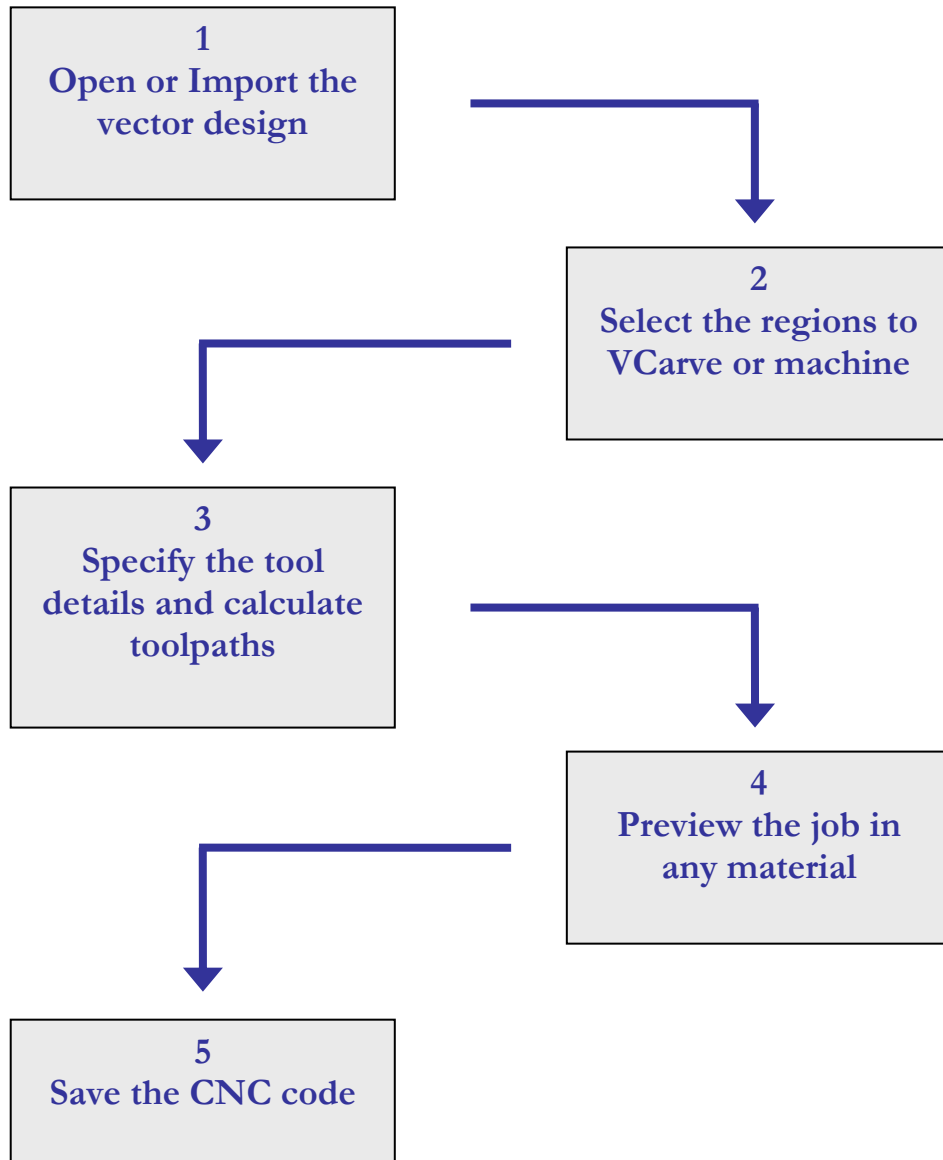 1
Open or Import the
vector design
2
Select the regions to
VCarve or machine
3
Specify the tool
details and calculate
toolpaths
4
Preview the job in
any material
5
Save the CNC code